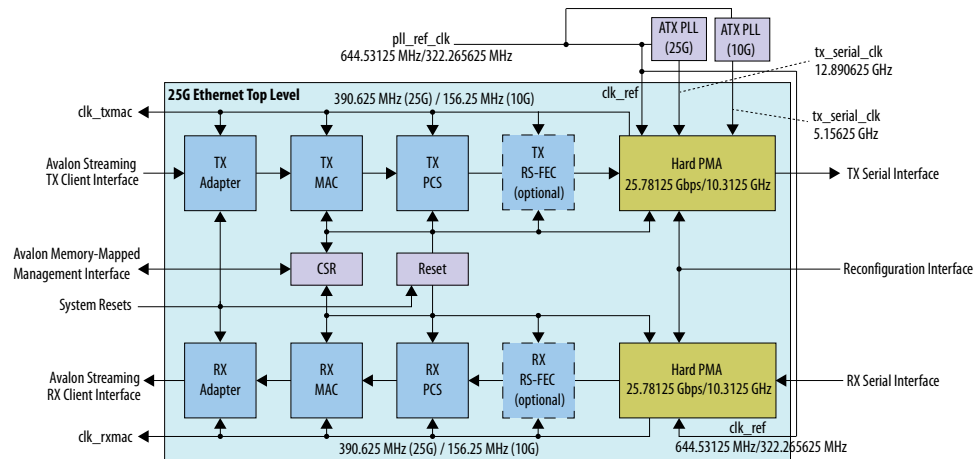 ATX PLL
(25G)
ATX PLL
(10G)
pll_ref_clk
644.53125 MHz/322.265625 MHz
tx_serial_clk
12.890625 GHz
25G Ethernet Top Level
390.625 MHz (25G) / 156.25 MHz (10G)
clk_ref
clk_txmac
tx_serial_clk
5.15625 GHz
Avalon Streaming
TX Client Interface
TX
Adapter
TX
MAC
TX
PCS
TX
RS-FEC
(optional)
Hard PMA
25.78125 Gbps/10.3125 GHz
TX Serial Interface
Avalon Memory-Mapped
Management Interface
CSR
Reset
Reconfiguration Interface
System Resets
Avalon Streaming
RX Client Interface
RX
Adapter
RX
MAC
RX
PCS
RX
RS-FEC
(optional)
Hard PMA
25.78125 Gbps/10.3125 GHz
RX Serial Interface
clk_rxmac
390.625 MHz (25G) / 156.25 MHz (10G)
clk_ref
644.53125 MHz/322.265625 MHz